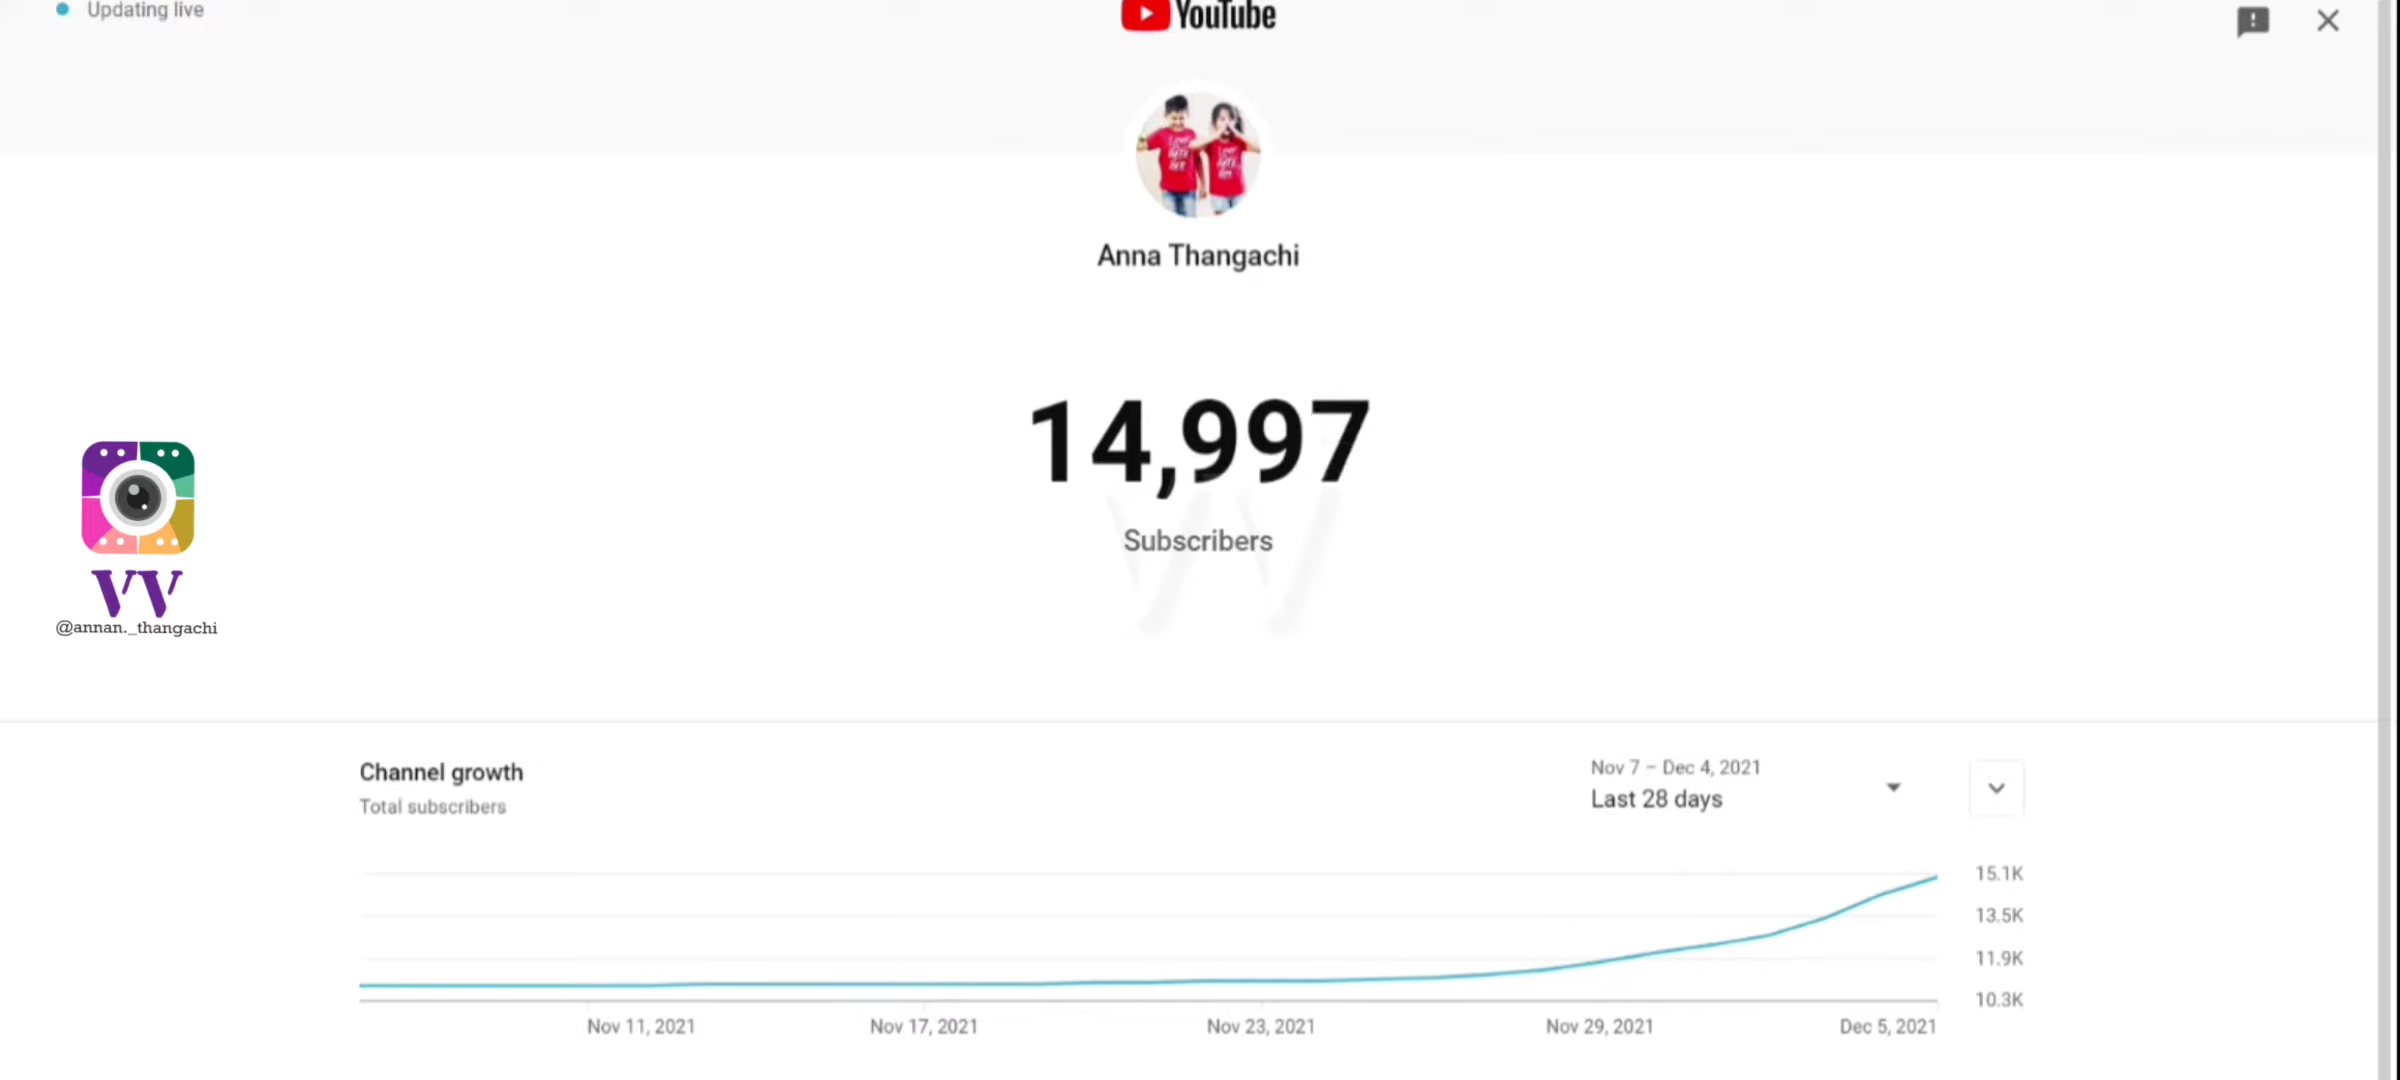 Updating live
YouTube
Anna Thangachi
14,997
Subscribers
VV
@annan._thangachi
Channel growth
Total subscribers
Nov 7 – Dec 4, 2021
Last 28 days
15.1K
13.5K
11.9K
10.3K
Nov 11, 2021 Nov 17, 2021 Nov 23, 2021 Nov 29, 2021 Dec 5, 2021